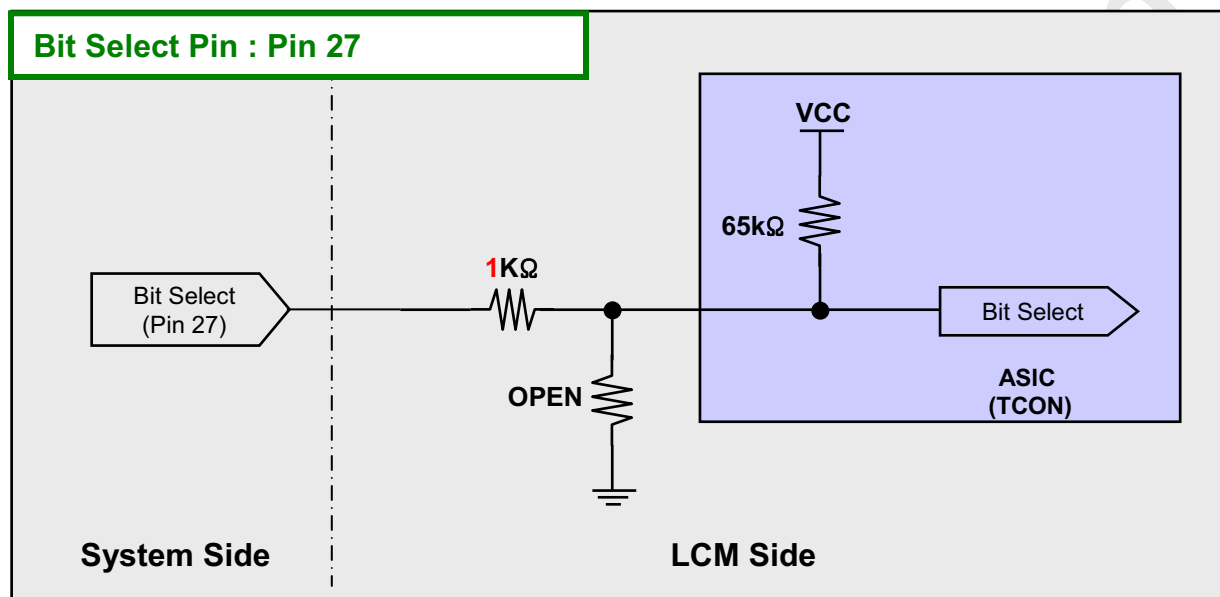 Bit Select Pin : Pin 27
VCC
65kΩ
1KΩ
Bit Select
(Pin 27)
Bit Select
OPEN
ASIC
(TCON)
System Side
LCM Side